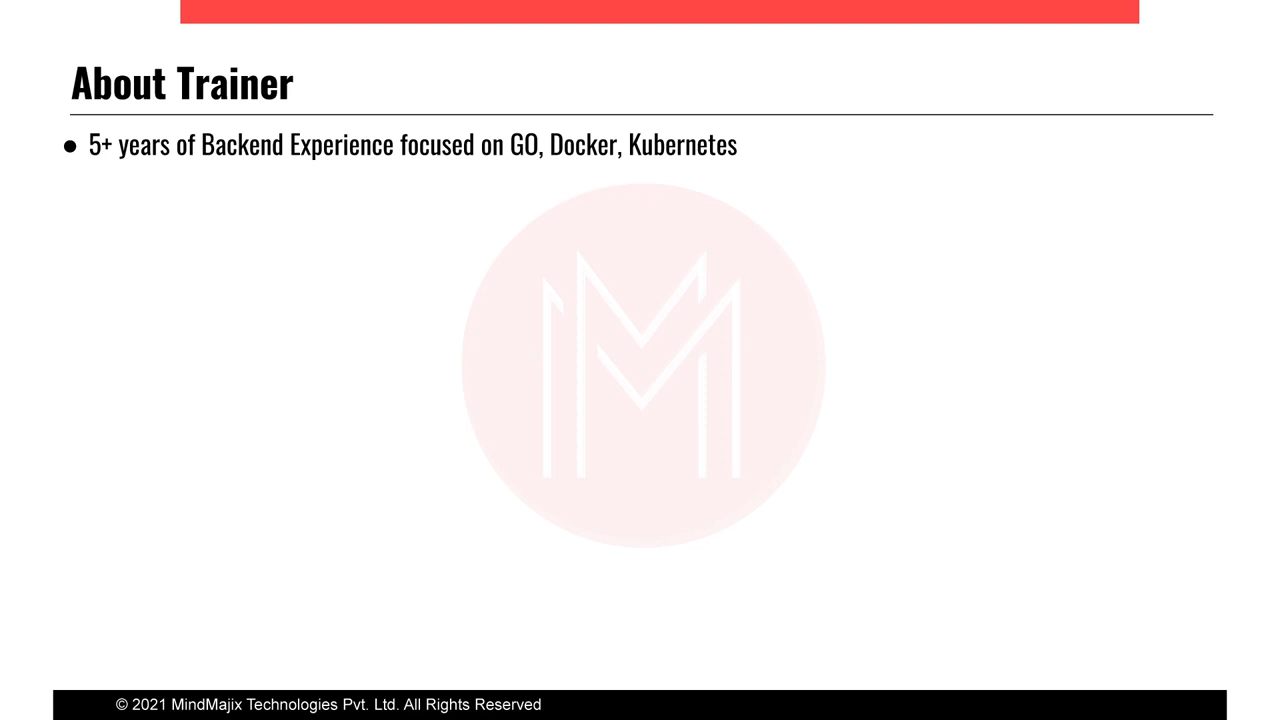 About Trainer
● 5+ years of Backend Experience focused on GO, Docker, Kubernetes
© 2021 MindMajix Technologies Pvt. Ltd. All Rights Reserved